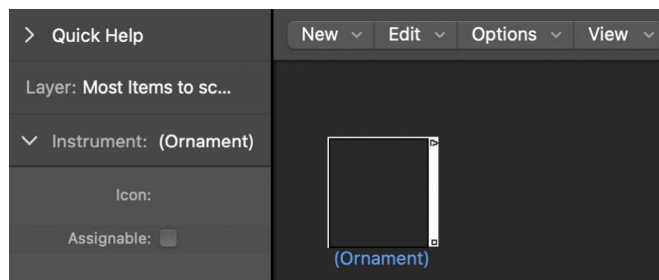 Quick Help
Layer: Most Items to sc...
Instrument: (Ornament)
Icon:
Assignable:
New Edit Options View
(Ornament)